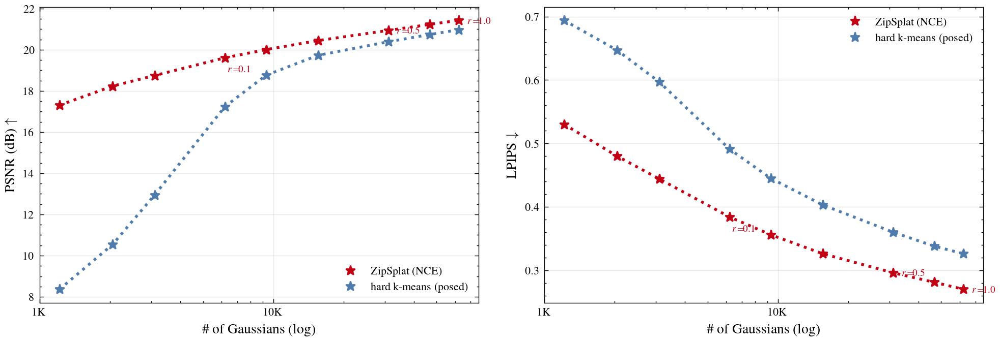 PSNR (dB) ↑
22
20
18
16
14
12
10
8
r=1.0
r=0.5
r=0.1
ZipSplat (NCE)
hard k-means (posed)
1K
10K
# of Gaussians (log)
LPIPS ↓
0.7
0.6
0.5
0.4
0.3
ZipSplat (NCE)
hard k-means (posed)
r=0.1
r=0.5
r=1.0
1K
10K
# of Gaussians (log)